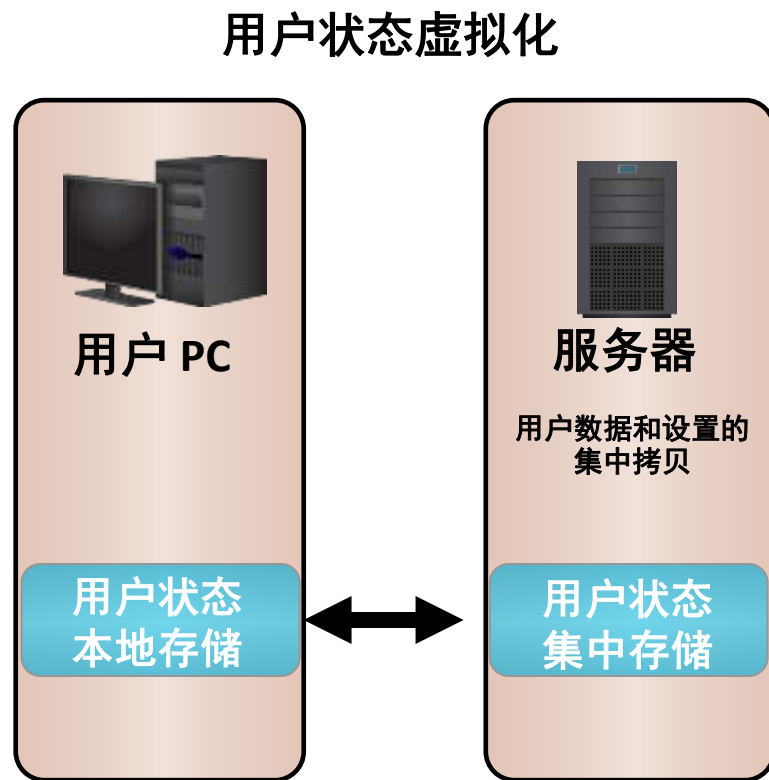 用户状态虚拟化
用户 PC
用户状态
本地存储
服务器
用户数据和设置的
集中拷贝
用户状态
集中存储